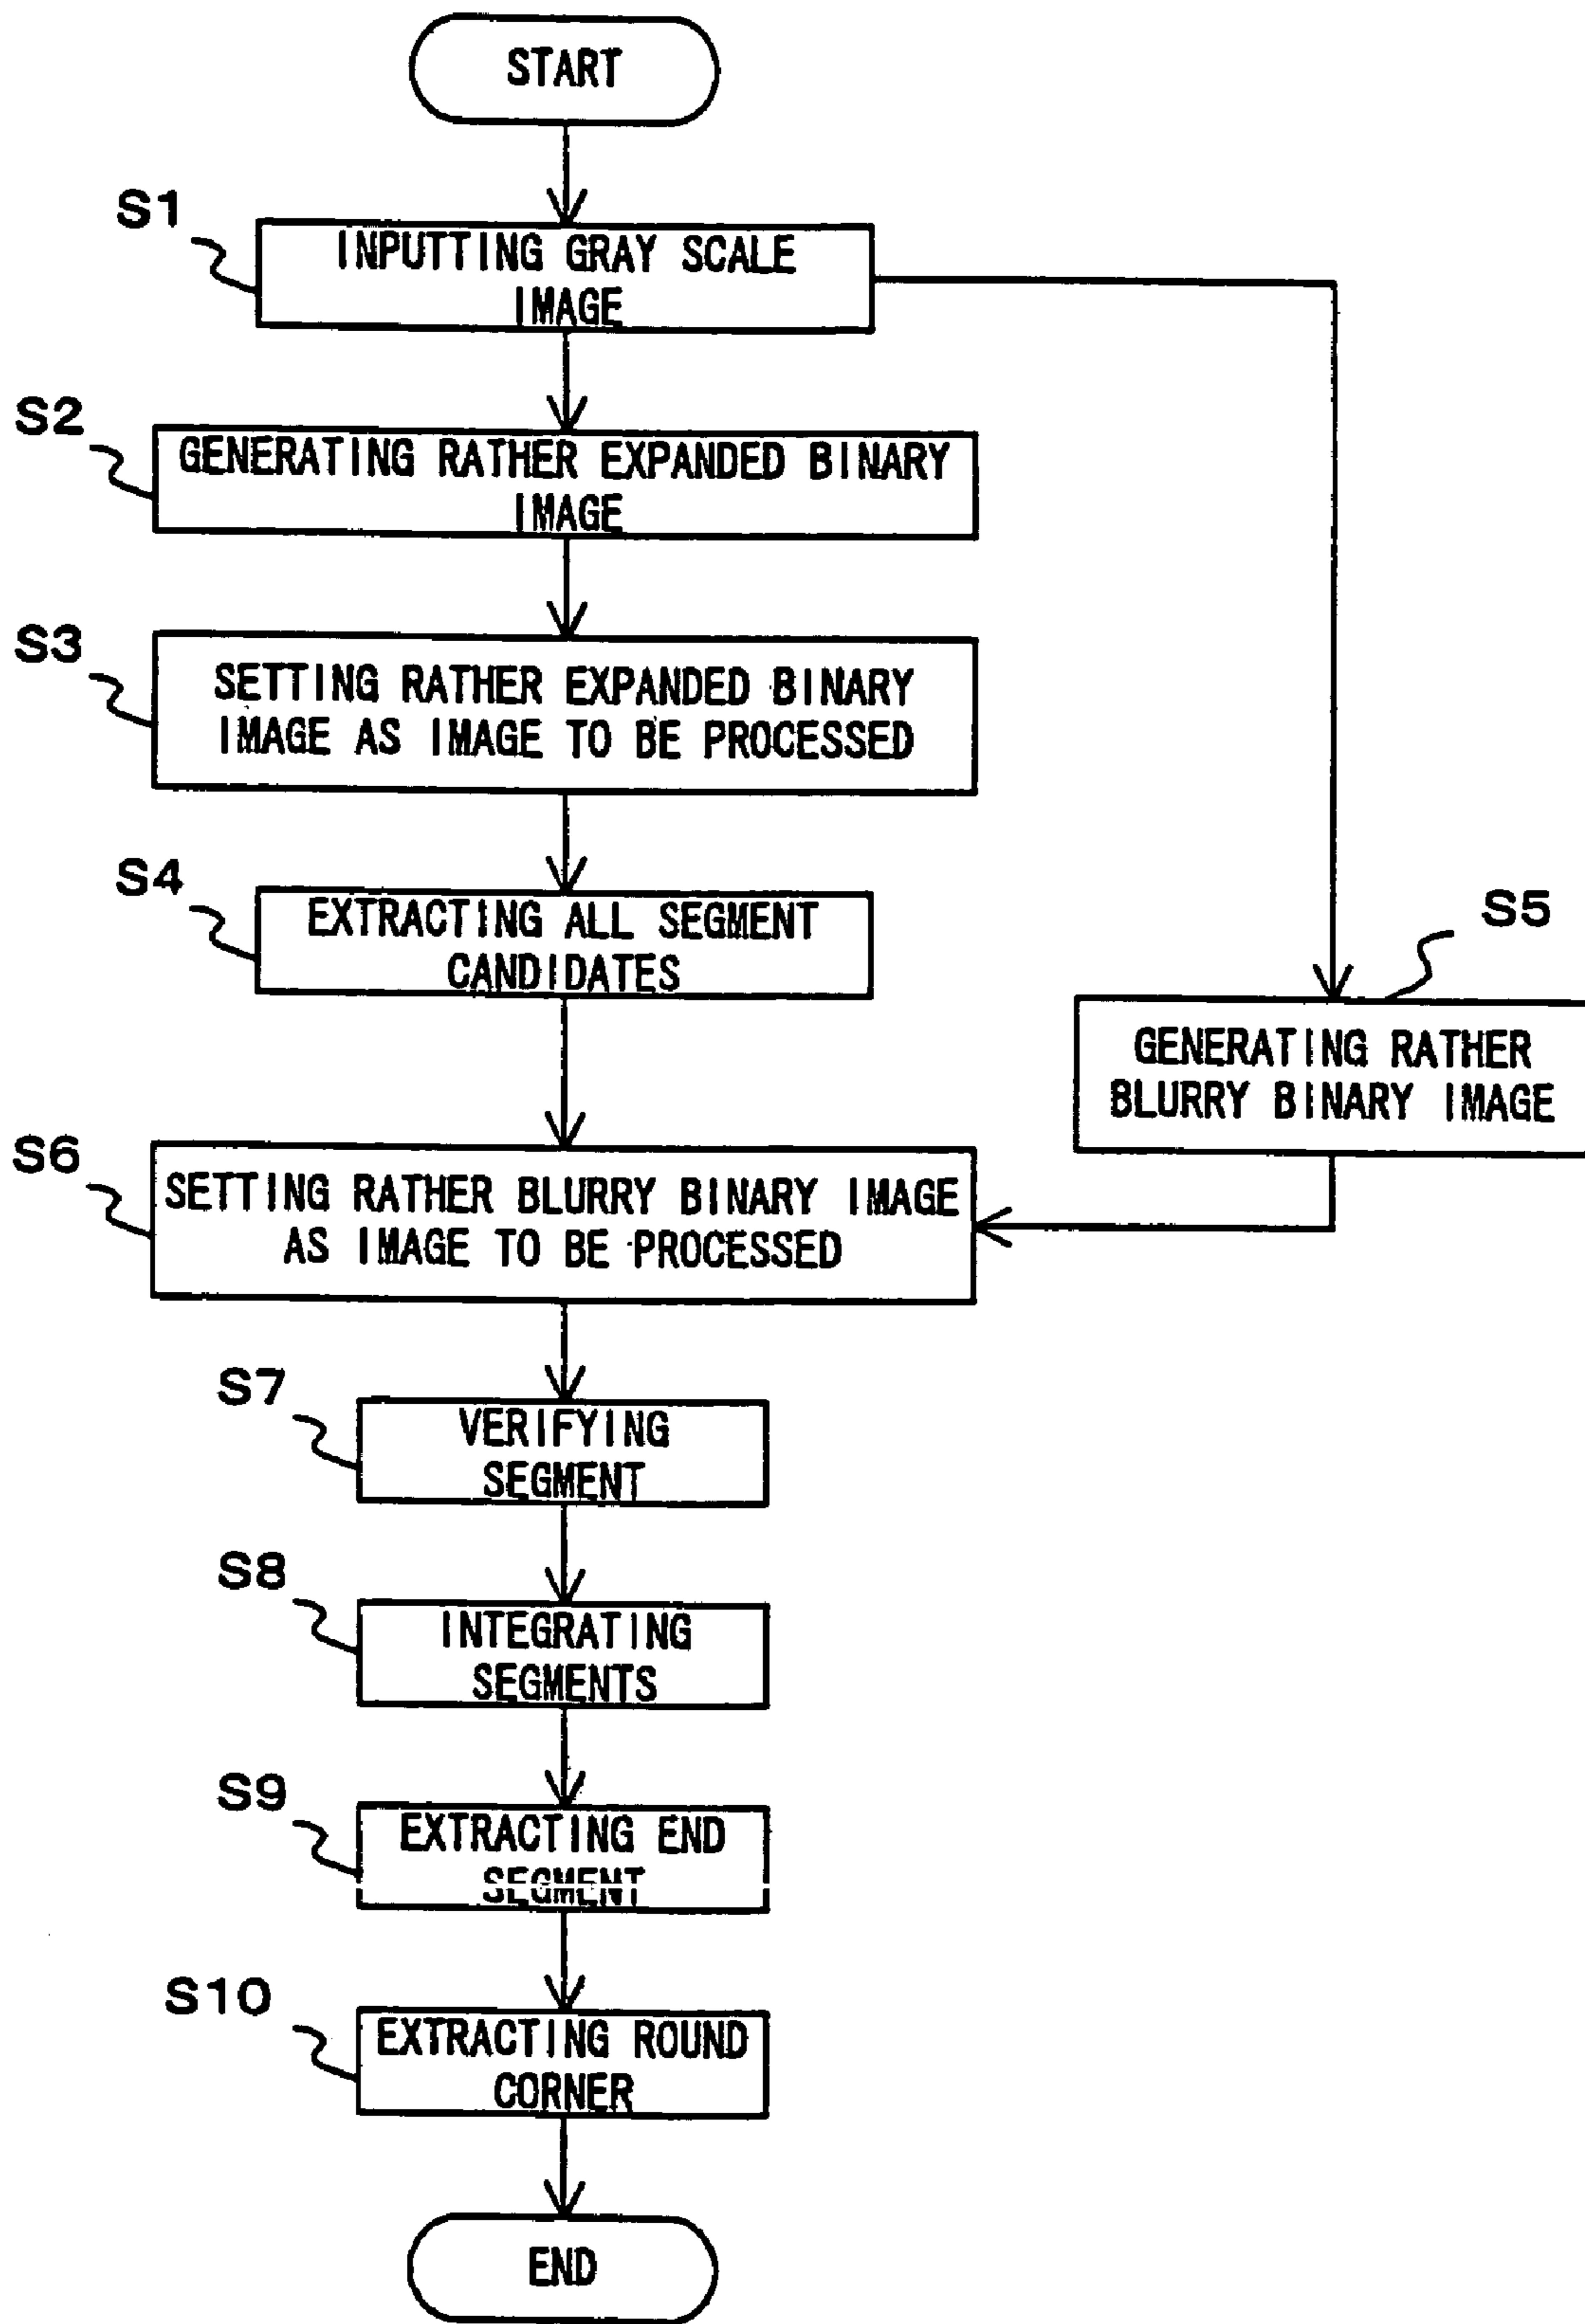 START
S1
INPUTTING GRAY SCALE
IMAGE
S2
GENERATING RATHER EXPANDED BINARY
IMAGE
S3
SETTING RATHER EXPANDED BINARY
IMAGE AS IMAGE TO BE PROCESSED
S4
EXTRACTING ALL SEGMENT
CANDIDATES
S5
GENERATING RATHER
BLURRY BINARY IMAGE
S6
SETTING RATHER BLURRY BINARY IMAGE
AS IMAGE TO BE PROCESSED
S7
VERIFYING
SEGMENT
S8
INTEGRATING
SEGMENTS
S9
EXTRACTING END
SEGMENT
S10
EXTRACTING ROUND
CORNER
END